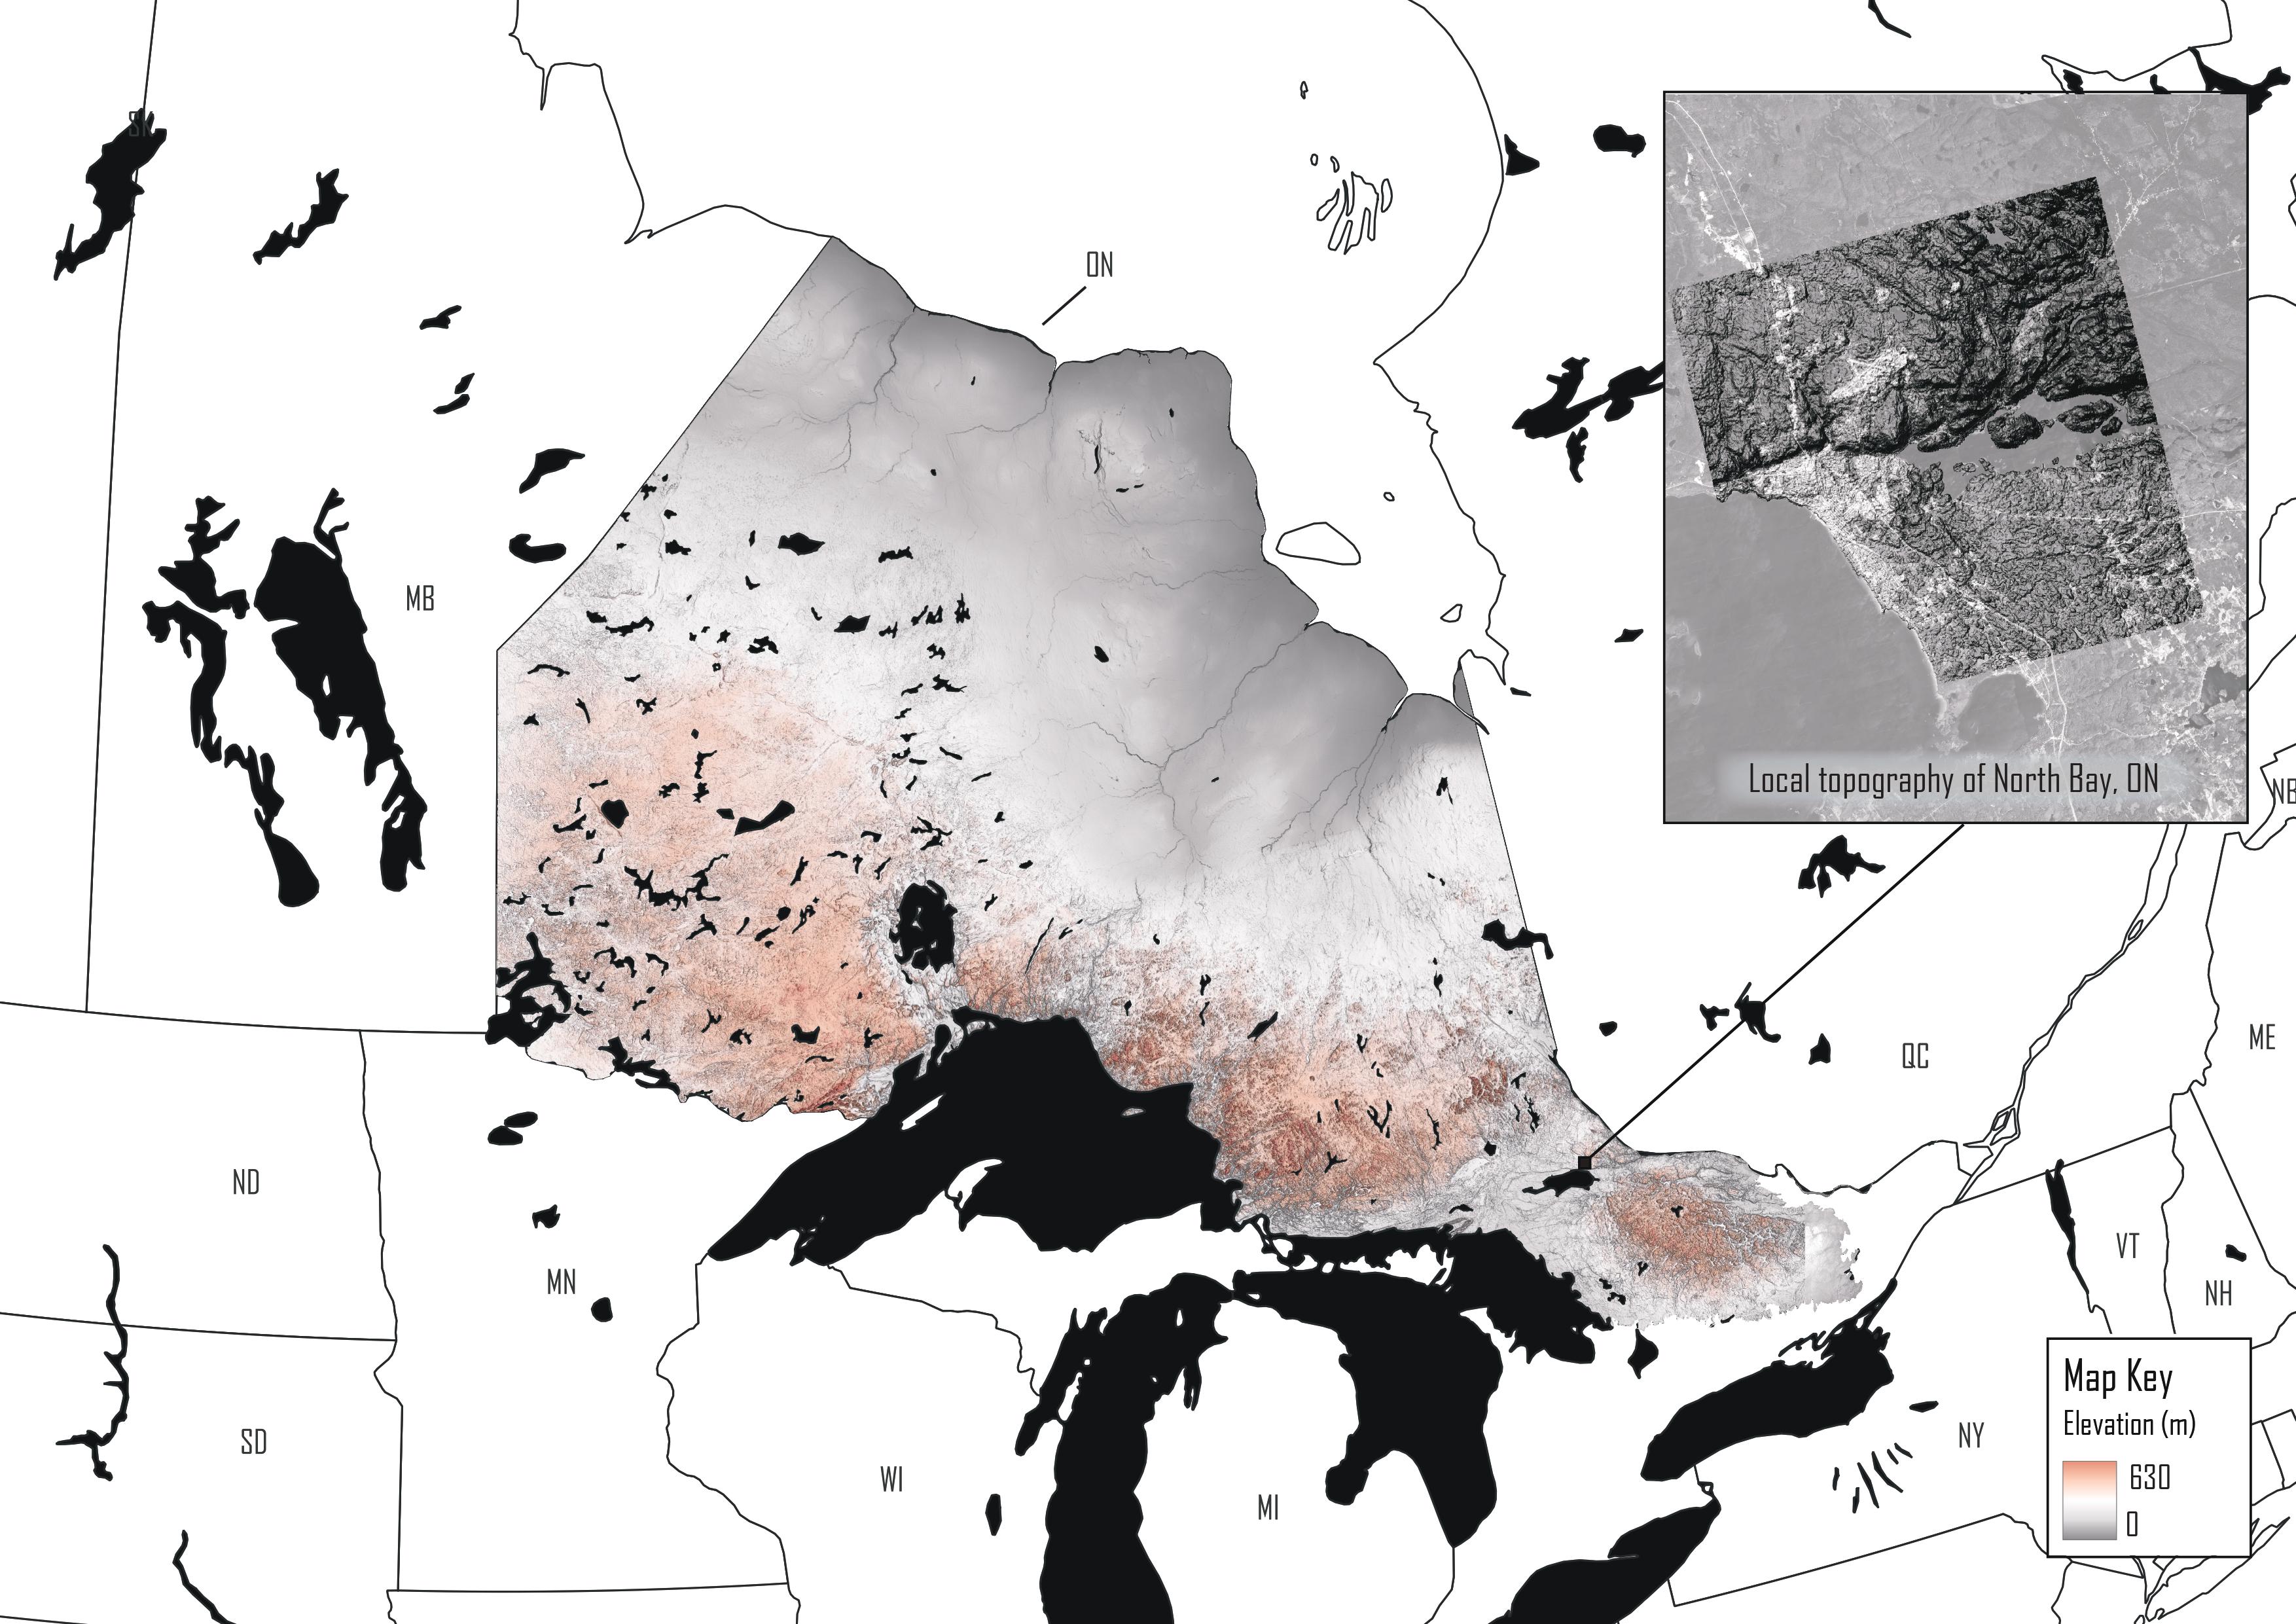 SK
ON
MB
Local topography of North Bay, ON
NB
ME
QC
ND
VT
MN
NH
Map Key
Elevation (m)
630
0
SD
NY
WI
MI